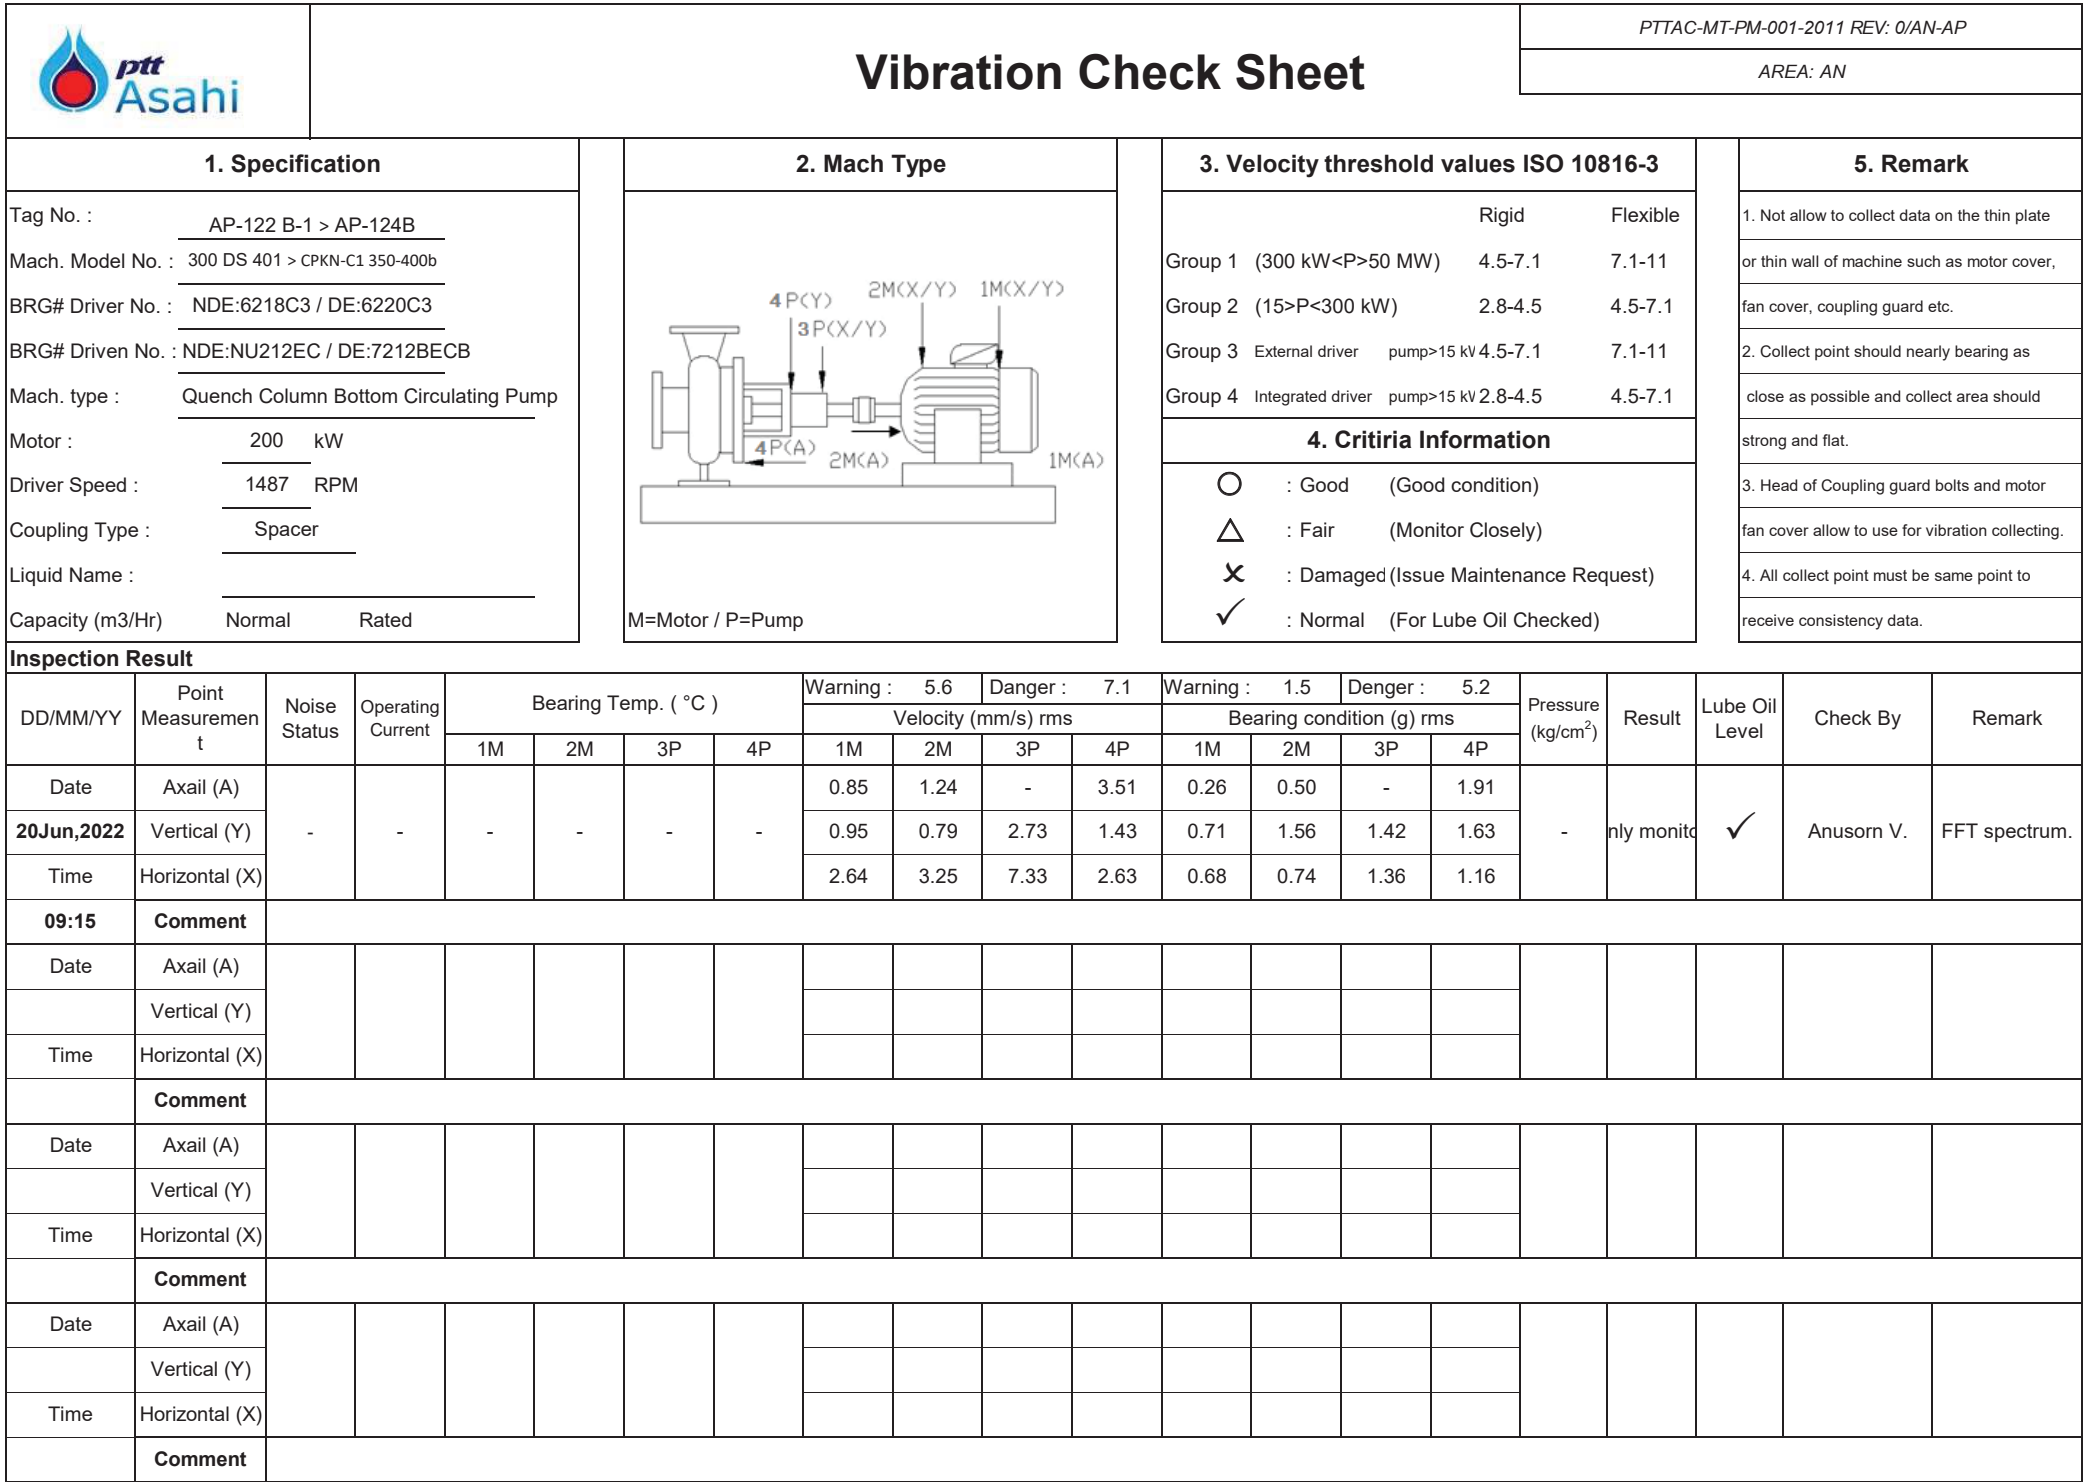 ptt
Asahi
Vibration Check Sheet
PTTAC-MT-PM-001-2011 REV: 0/AN-AP
AREA: AN
1. Specification
Tag No. : AP-122 B-1 > AP-124B
Mach. Model No. : 300 DS 401 > CPKN-C1 350-400b
BRG# Driver No. : NDE:6218C3 / DE:6220C3
BRG# Driven No. : NDE:NU212EC / DE:7212BECB
Mach. type : Quench Column Bottom Circulating Pump
Motor : 200 kW
Driver Speed : 1487 RPM
Coupling Type : Spacer
Liquid Name :
Capacity (m3/Hr) Normal Rated
2. Mach Type
4P(Y) 2M(X/Y) 1M(X/Y)
3P(X/Y)
4P(A) 2M(A) 1M(A)
M=Motor / P=Pump
3. Velocity threshold values ISO 10816-3
Rigid Flexible
Group 1 (300 kW<P>50 MW) 4.5-7.1 7.1-11
Group 2 (15>P<300 kW) 2.8-4.5 4.5-7.1
Group 3 External driver pump>15 kW 4.5-7.1 7.1-11
Group 4 Integrated driver pump>15 kW 2.8-4.5 4.5-7.1
4. Critiria Information
○ : Good (Good condition)
△ : Fair (Monitor Closely)
✗ : Damaged (Issue Maintenance Request)
✓ : Normal (For Lube Oil Checked)
5. Remark
1. Not allow to collect data on the thin plate
or thin wall of machine such as motor cover,
fan cover, coupling guard etc.
2. Collect point should nearly bearing as
close as possible and collect area should
strong and flat.
3. Head of Coupling guard bolts and motor
fan cover allow to use for vibration collecting.
4. All collect point must be same point to
receive consistency data.
Inspection Result
DD/MM/YY Point Measurement Noise Status Operating Current Bearing Temp. ( °C ) Warning : 5.6 Danger : 7.1 Warning : 1.5 Denger : 5.2 Pressure (kg/cm2) Result Lube Oil Level Check By Remark
Velocity (mm/s) rms Bearing condition (g) rms
1M 2M 3P 4P 1M 2M 3P 4P 1M 2M 3P 4P
Date Axail (A) 0.85 1.24 - 3.51 0.26 0.50 - 1.91
20Jun,2022 Vertical (Y) - - - - - - 0.95 0.79 2.73 1.43 0.71 1.56 1.42 1.63 - nly monito ✓ Anusorn V. FFT spectrum.
Time Horizontal (X) 2.64 3.25 7.33 2.63 0.68 0.74 1.36 1.16
09:15 Comment
Date Axail (A)
Vertical (Y)
Time Horizontal (X)
Comment
Date Axail (A)
Vertical (Y)
Time Horizontal (X)
Comment
Date Axail (A)
Vertical (Y)
Time Horizontal (X)
Comment